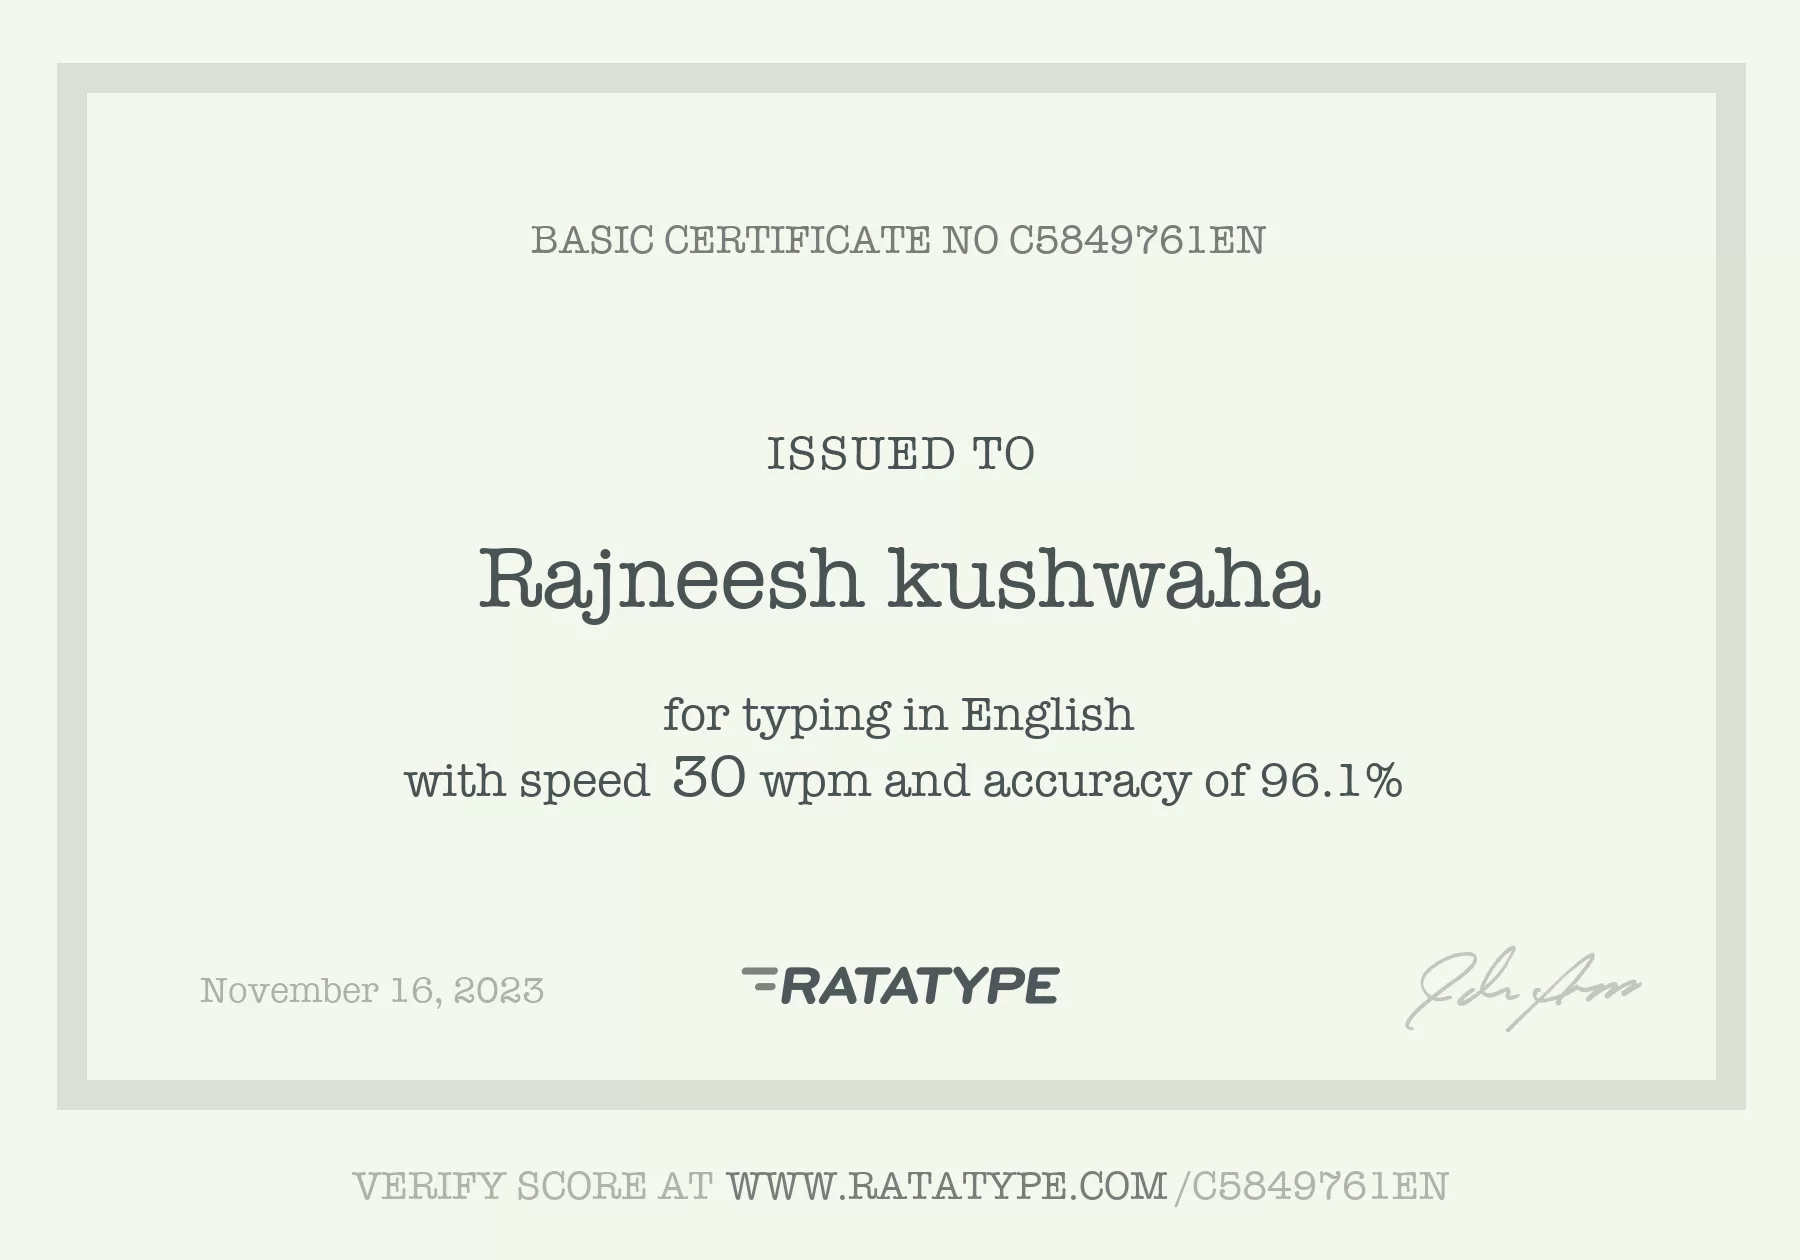 BASIC CERTIFICATE NO C5849761EN
ISSUED TO
Rajneesh kushwaha
for typing in English
with speed 30 wpm and accuracy of 96.1%
November 16, 2023
RATATYPE
VERIFY SCORE AT WWW.RATATYPE.COM/C5849761EN